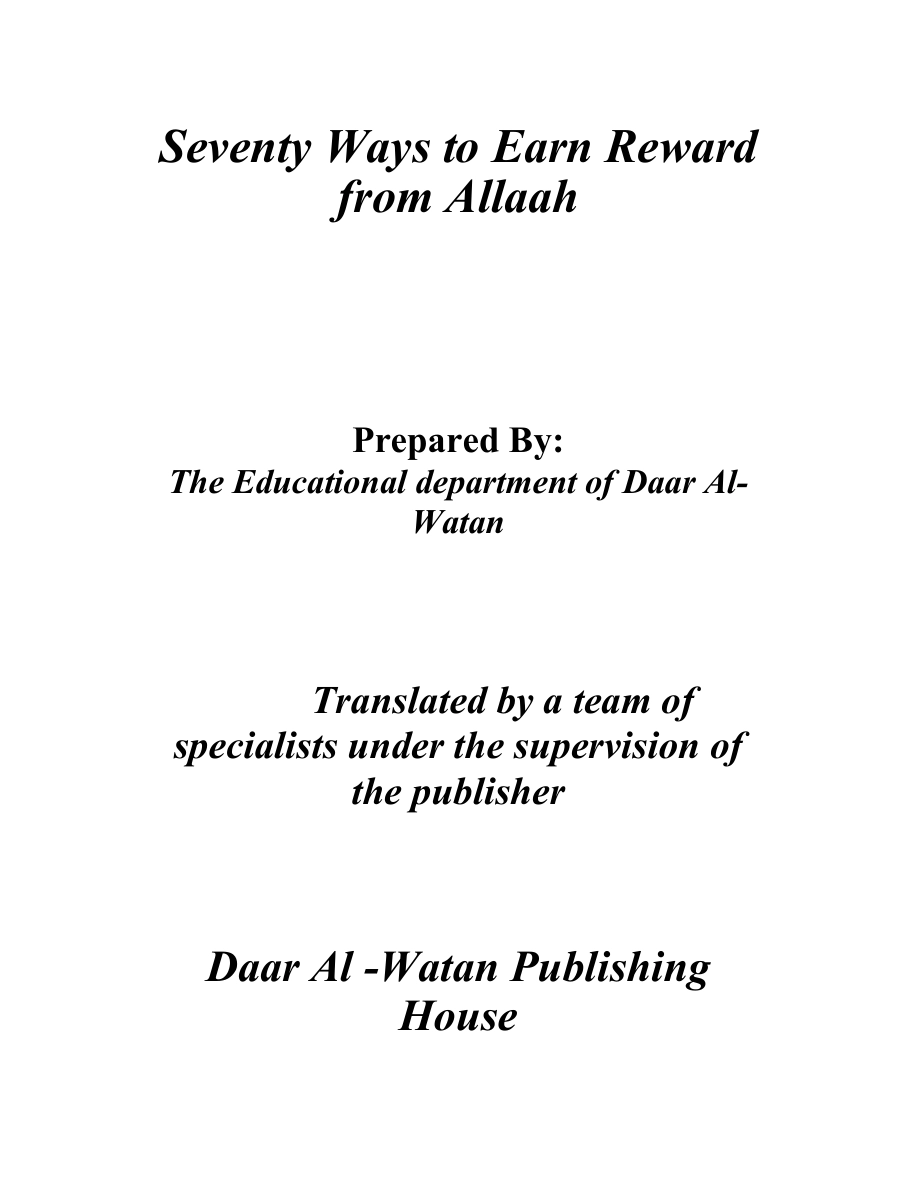 Seventy Ways to Earn Reward
from Allaah
Prepared By:
The Educational department of Daar Al-
Watan
Translated by a team of
specialists under the supervision of
the publisher
Daar Al -Watan Publishing
House